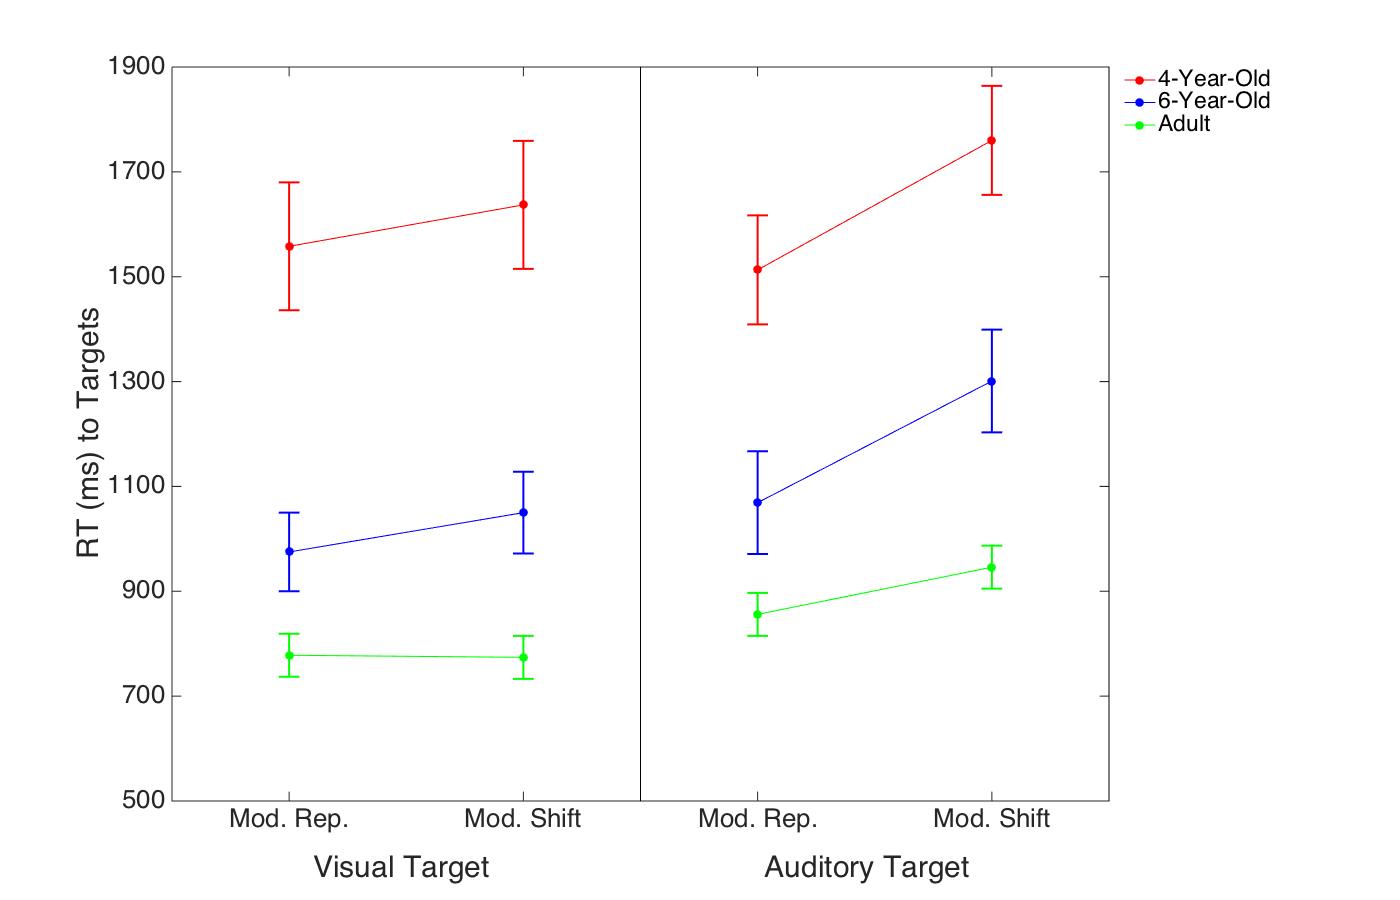 1900
1700
1500
1300
1100
900
700
500
RT (ms) to Targets
4-Year-Old
6-Year-Old
Adult
Mod. Rep. Mod. Shift Mod. Rep. Mod. Shift
Visual Target Auditory Target